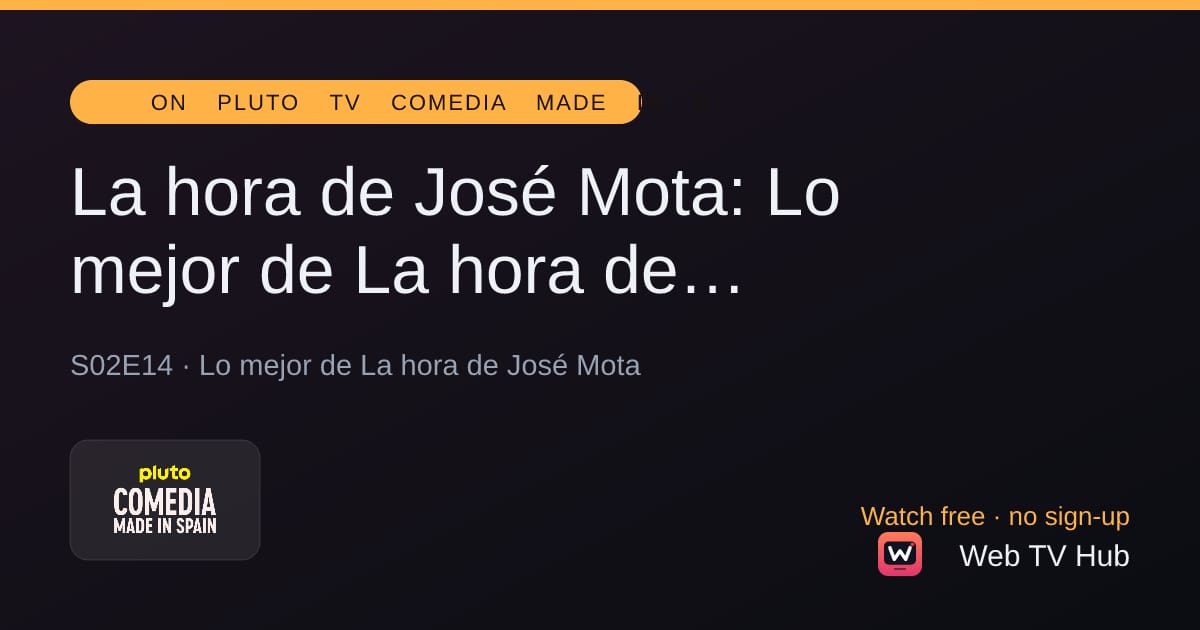 ON PLUTO TV COMEDIA MADE
La hora de José Mota: Lo
mejor de La hora de…
S02E14 · Lo mejor de La hora de José Mota
pluto
COMEDIA
MADE IN SPAIN
Watch free · no sign-up
W
Web TV Hub